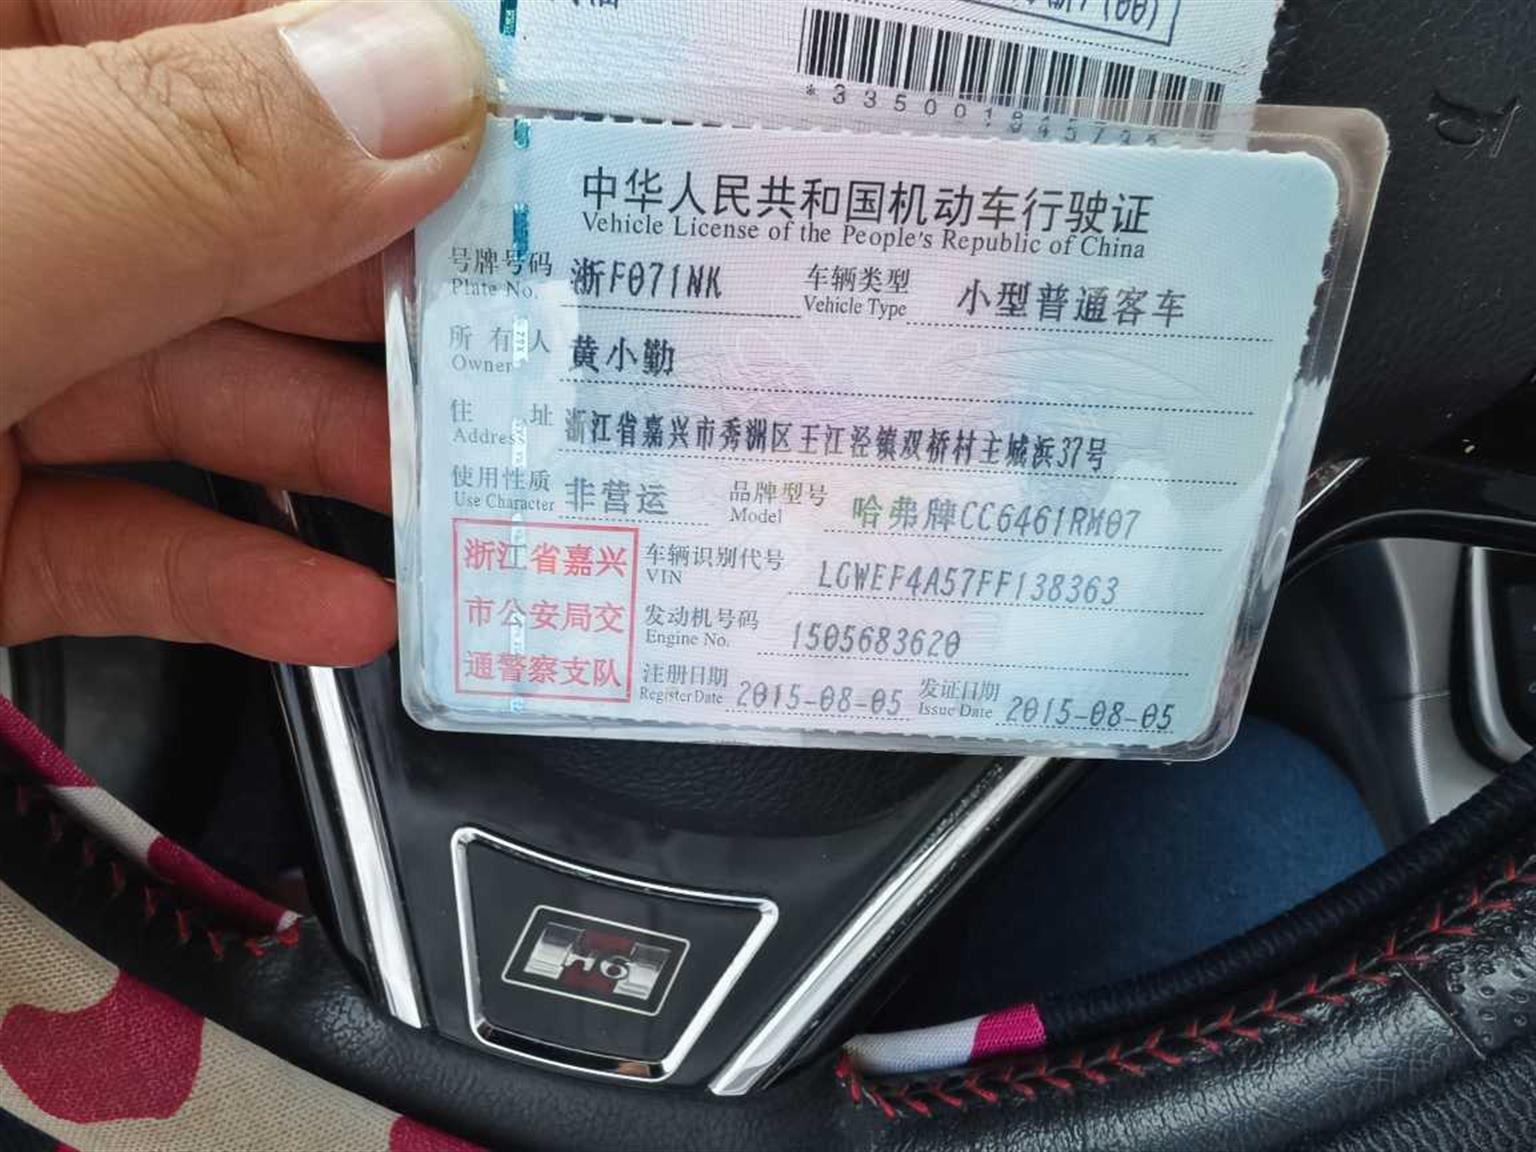 *3350018457
中华人民共和国机动车行驶证
Vehicle License of the People's Republic of China
号牌号码 浙F071NK 车辆类型 小型普通客车
Plate No. Vehicle Type
所有人 黄小勤
Owner
住址 浙江省嘉兴市秀洲区王江泾镇双桥村主城浜37号
Address
使用性质 非营运 品牌型号 哈弗牌CC6461RM07
Use Character Model
浙江省嘉兴
市公安局交
通警察支队
车辆识别代号 LGWEF4A57FF138363
VIN
发动机号码 1505683620
Engine No.
注册日期 2015-08-05 发证日期 2015-08-05
Register Date Issue Date
H6